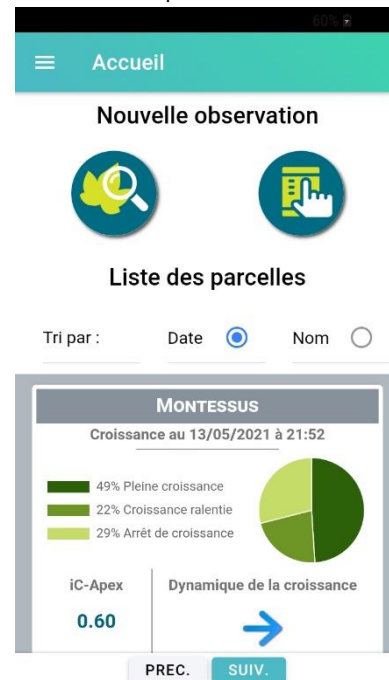 60%
Accueil
Nouvelle observation
Liste des parcelles
Tri par : Date Nom
MONTESSUS
Croissance au 13/05/2021 à 21:52
49% Pleine croissance
22% Croissance ralentie
29% Arrêt de croissance
iC-Apex Dynamique de la croissance
0.60
PREC. SUIV.